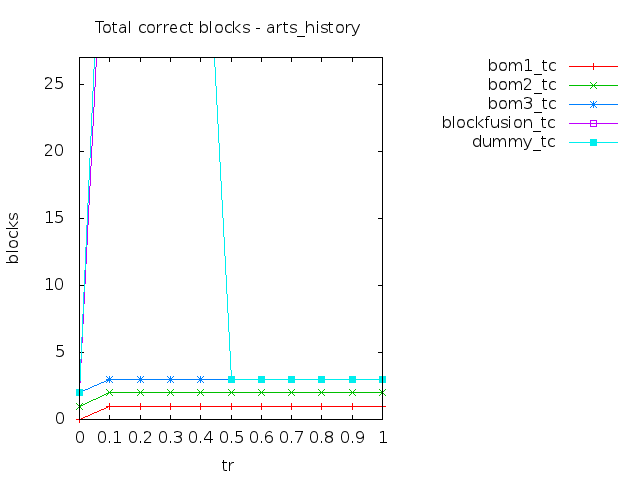 Total correct blocks - arts_history
bom1_tc
bom2_tc
bom3_tc
blockfusion_tc
dummy_tc
blocks
25
20
15
10
5
0
0 0.1 0.2 0.3 0.4 0.5 0.6 0.7 0.8 0.9 1
tr